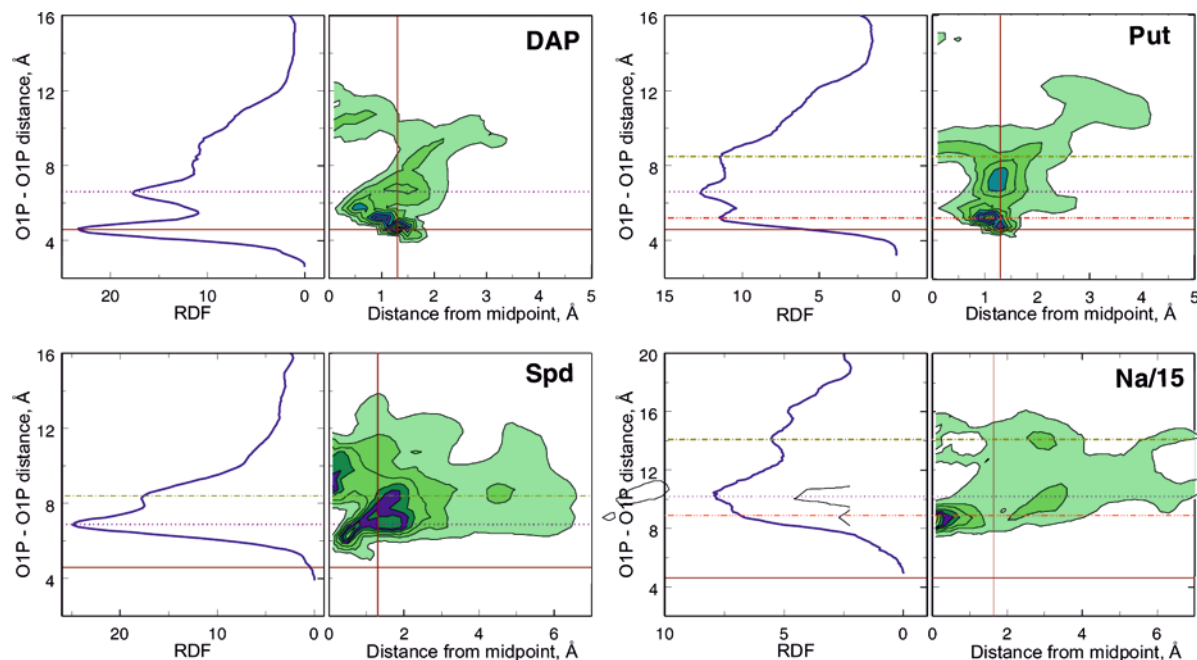 16
12
8
4
O1P - O1P distance, Å
20 10 0
RDF
DAP
0 1 2 3 4 5
Distance from midpoint, Å
16
12
8
4
O1P - O1P distance, Å
15 10 5 0
RDF
Put
0 1 2 3 4 5
Distance from midpoint, Å
16
12
8
4
O1P - O1P distance, Å
20 10 0
RDF
Spd
0 2 4 6
Distance from midpoint, Å
20
16
12
8
4
O1P - O1P distance, Å
10 5 0
RDF
Na/15
0 2 4 6
Distance from midpoint, Å